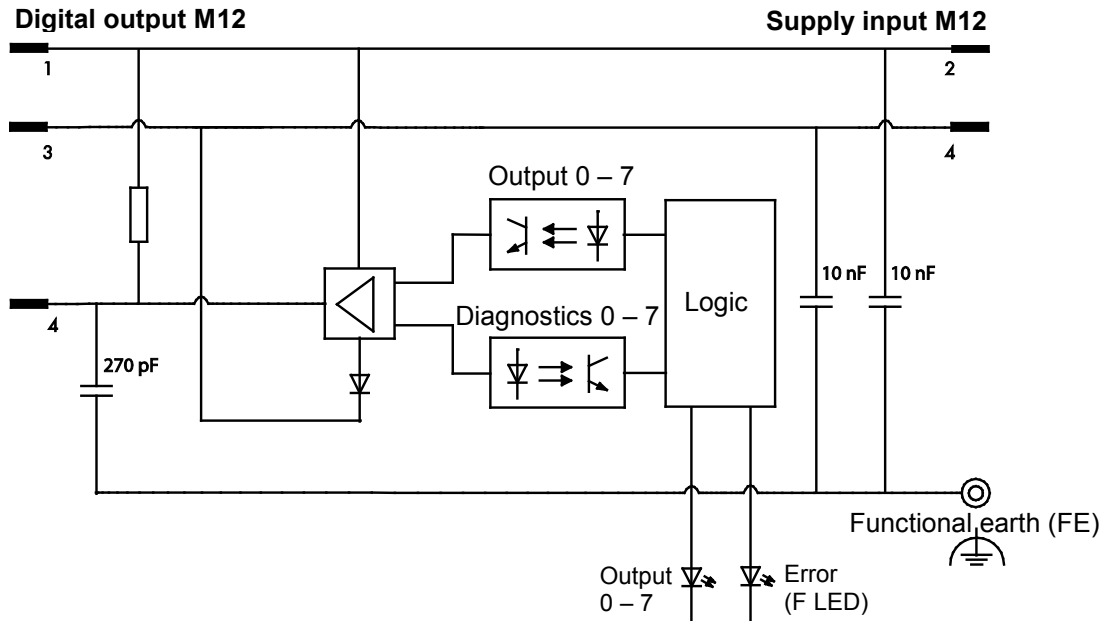 Digital output M12
Supply input M12
1
2
3
4
Output 0 – 7
10 nF
10 nF
Logic
4
Diagnostics 0 – 7
270 pF
Functional earth (FE)
Output
0 – 7
Error
(F LED)